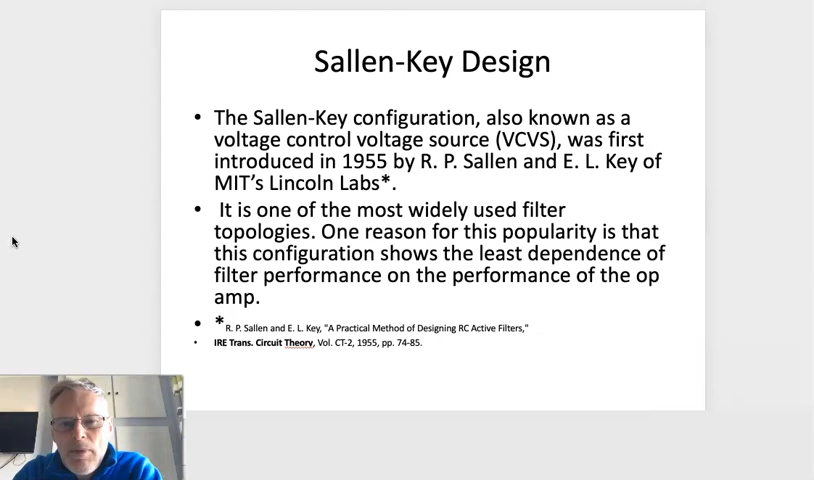 Sallen-Key Design
• The Sallen-Key configuration, also known as a
voltage control voltage source (VCVS), was first
introduced in 1955 by R. P. Sallen and E. L. Key of
MIT’s Lincoln Labs*.
• It is one of the most widely used filter
topologies. One reason for this popularity is that
this configuration shows the least dependence of
filter performance on the performance of the op
amp.
• *R. P. Sallen and E. L. Key, "A Practical Method of Designing RC Active Filters,"
• IRE Trans. Circuit Theory, Vol. CT-2, 1955, pp. 74-85.